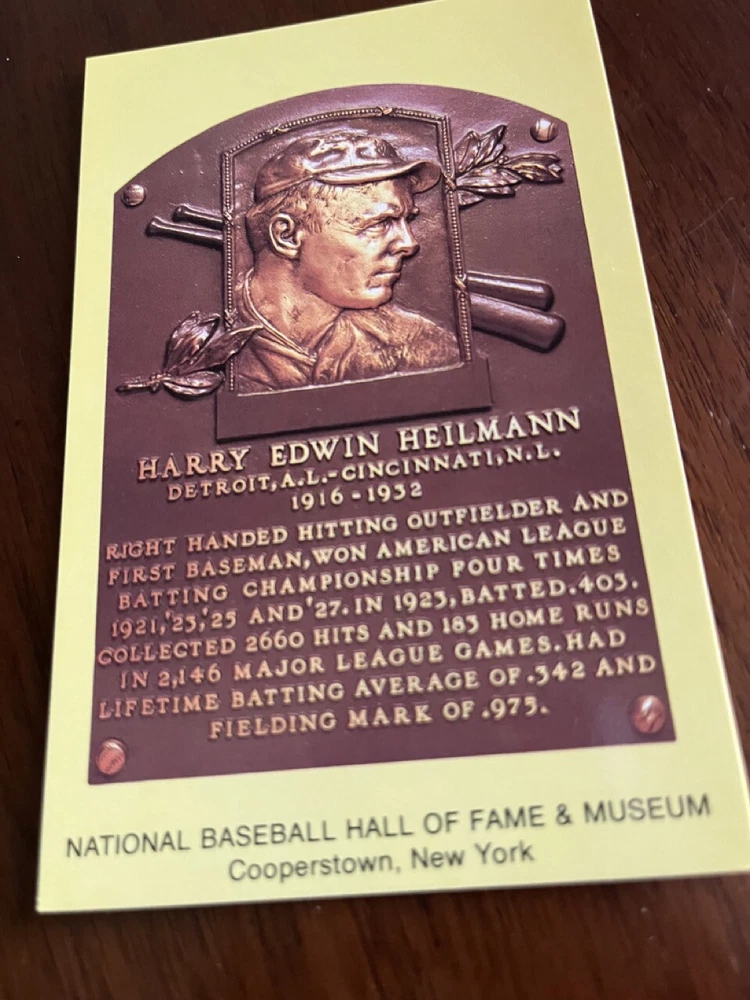 HARRY EDWIN HEILMANN
DETROIT, A.L.-CINCINNATI, N.L.
1916-1932
RIGHT HANDED HITTING OUTFIELDER AND
FIRST BASEMAN, WON AMERICAN LEAGUE
BATTING CHAMPIONSHIP FOUR TIMES
1921,'23,'25 AND '27. IN 1923, BATTED .403.
COLLECTED 2660 HITS AND 183 HOME RUNS
IN 2,146 MAJOR LEAGUE GAMES. HAD
LIFETIME BATTING AVERAGE OF .342 AND
FIELDING MARK OF .975.
NATIONAL BASEBALL HALL OF FAME & MUSEUM
Cooperstown, New York